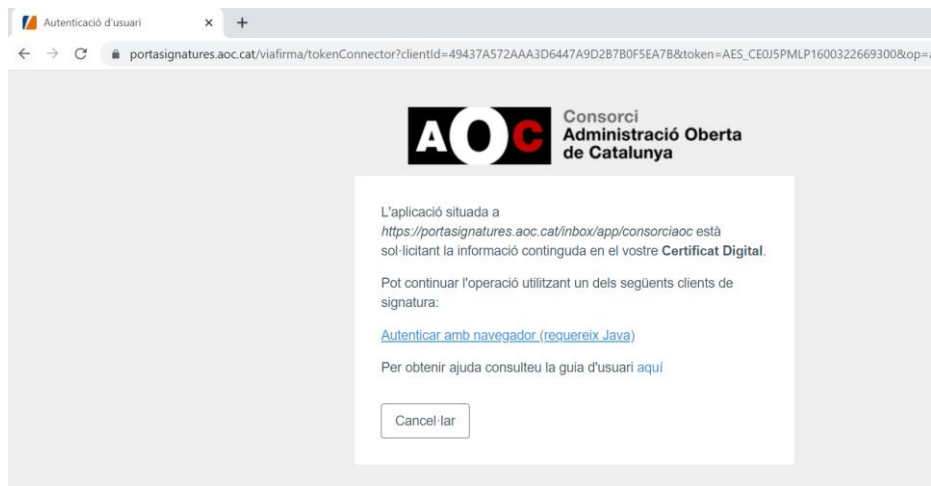 Autenticació d'usuari
portasignatures.aoc.cat/viafirma/tokenConnector?clientId=49437A572AAA3D6447A9D2B7B0F5EA7B&token=AES_CE0J5PMLP1600322669300&op=a
AOC
Consorci
Administració Oberta
de Catalunya
L'aplicació situada a
https://portasignatures.aoc.cat/inbox/app/consorciaoc està
sol·licitant la informació continguda en el vostre Certificat Digital.
Pot continuar l'operació utilitzant un dels següents clients de
signatura:
Autenticar amb navegador (requereix Java)
Per obtenir ajuda consulteu la guia d'usuari aquí
Cancel·lar